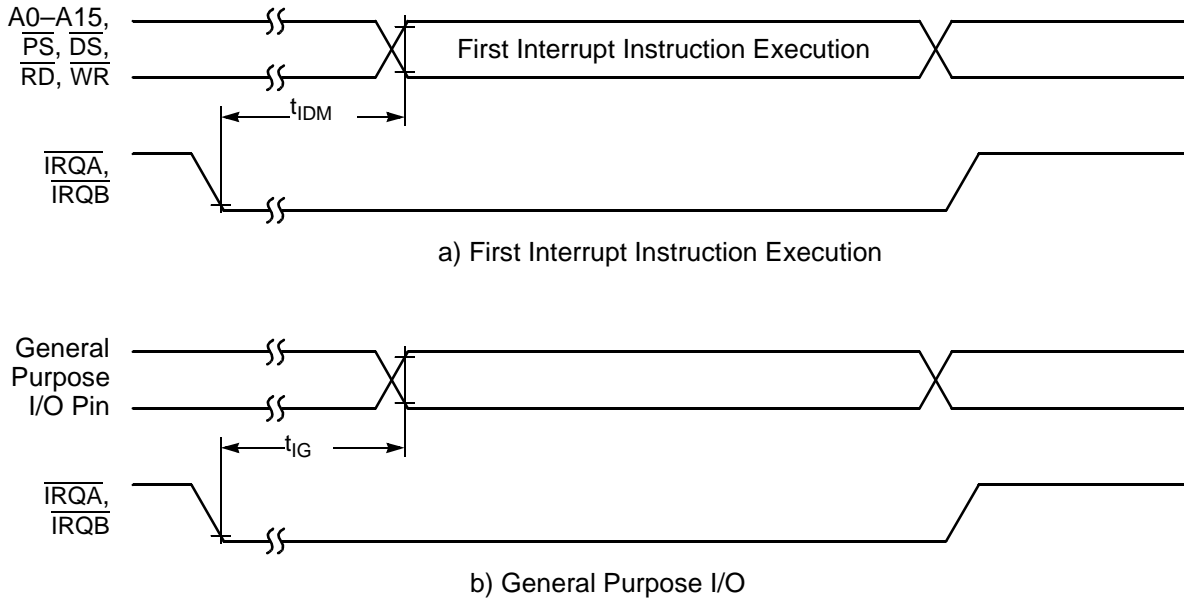 A0–A15,
PS, DS,
RD, WR
First Interrupt Instruction Execution
tIDM
IRQA,
IRQB
a) First Interrupt Instruction Execution
General
Purpose
I/O Pin
tIG
IRQA,
IRQB
b) General Purpose I/O